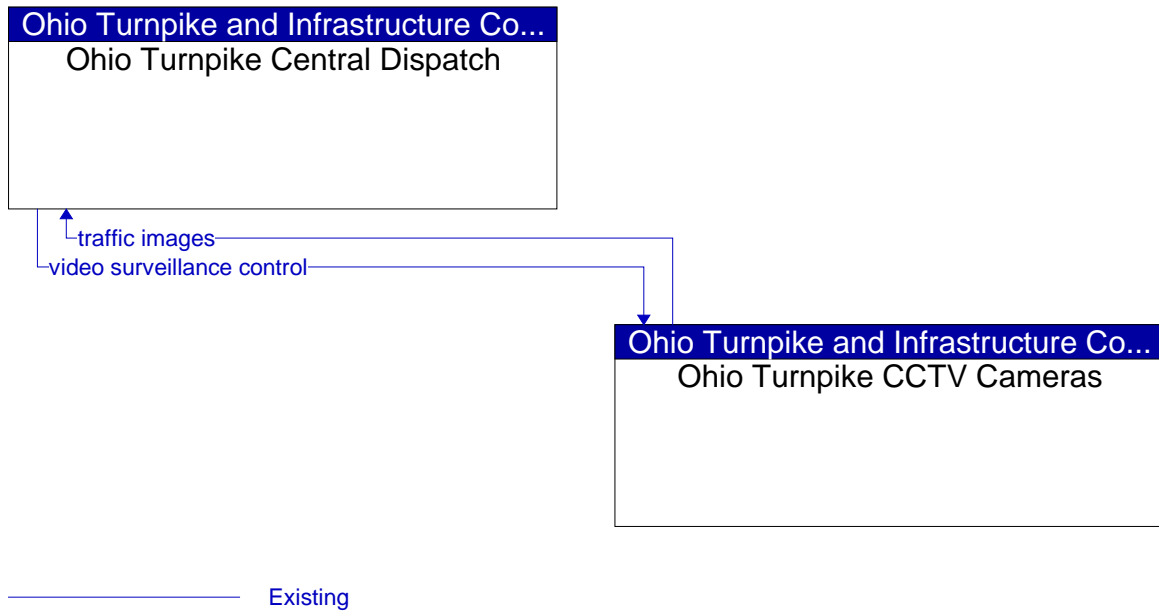 Ohio Turnpike and Infrastructure Co...
Ohio Turnpike Central Dispatch
traffic images
video surveillance control
Ohio Turnpike and Infrastructure Co...
Ohio Turnpike CCTV Cameras
Existing